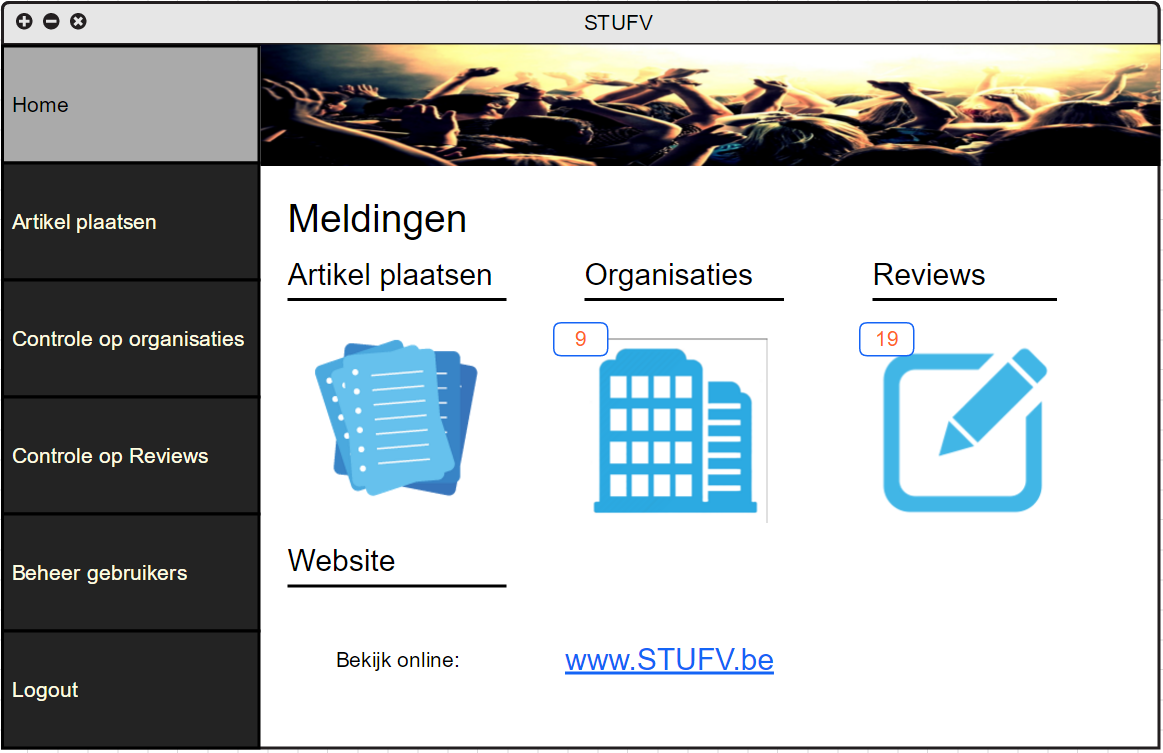 STUFV
Home
Artikel plaatsen
Controle op organisaties
Controle op Reviews
Beheer gebruikers
Logout
Meldingen
Artikel plaatsen
Organisaties
Reviews
9
19
Website
Bekijk online:
www.STUFV.be